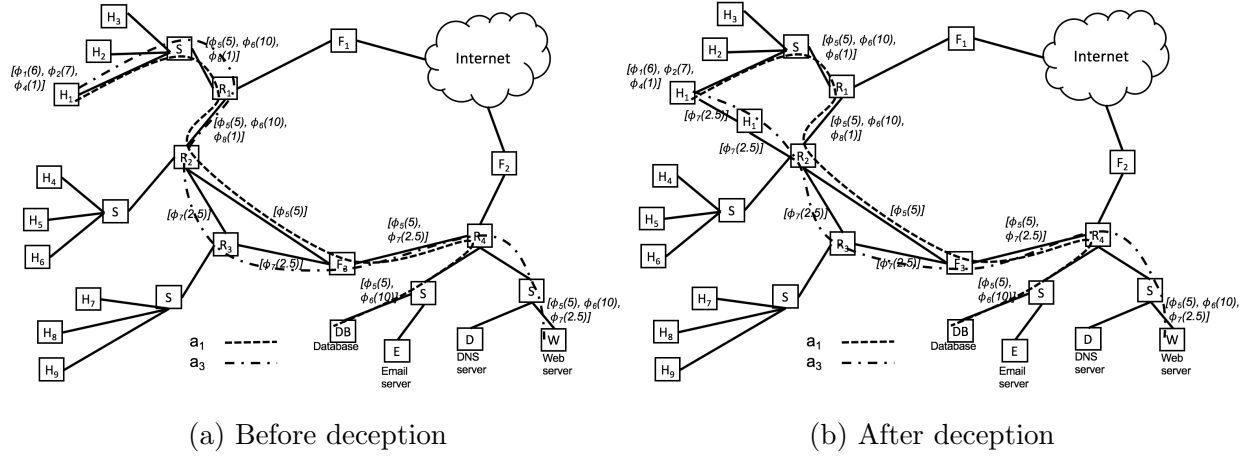 H₃
H₂
S
[ϕ₅(5), ϕ₆(10),
ϕ₈(1)]
F₁
Internet
[ϕ₁(6), ϕ₂(7),
ϕ₄(1)]
H₁
R₁
[ϕ₅(5), ϕ₆(10),
ϕ₈(1)]
R₂
F₂
H₄
H₅
S
H₆
[ϕ₇(2.5)]
[ϕ₅(5)]
[ϕ₅(5),
ϕ₇(2.5)]
R₃
R₄
[ϕ₇(2.5)]
F₃
H₇
S
[ϕ₅(5),
ϕ₆(10)]
S
S
[ϕ₅(5), ϕ₆(10),
ϕ₇(2.5)]
H₈
H₉
a₁
a₃
DB
Database
E
Email
server
D
DNS
server
W
Web
server
(a) Before deception
H₃
H₂
S
[ϕ₅(5), ϕ₆(10),
ϕ₈(1)]
F₁
Internet
[ϕ₁(6), ϕ₂(7),
ϕ₄(1)]
H₁
R₁
[ϕ₇(2.5)]
H₁'
[ϕ₇(2.5)]
[ϕ₅(5), ϕ₆(10),
ϕ₈(1)]
R₂
F₂
H₄
H₅
S
H₆
[ϕ₇(2.5)]
[ϕ₅(5)]
[ϕ₅(5),
ϕ₇(2.5)]
R₃
R₄
[ϕ₇(2.5)]
F₃
H₇
S
[ϕ₅(5),
ϕ₆(10)]
S
S
[ϕ₅(5), ϕ₆(10),
ϕ₇(2.5)]
H₈
H₉
a₁
a₃
DB
Database
E
Email
server
D
DNS
server
W
Web
server
(b) After deception